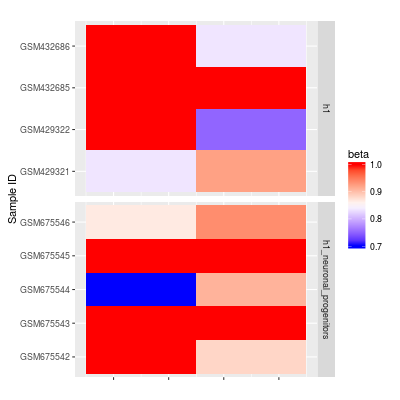 Sample ID
GSM432686
GSM432685
GSM429322
GSM429321
h1
GSM675546
GSM675545
GSM675544
GSM675543
GSM675542
h1_neuronal_progenitors
beta
1.0
0.9
0.8
0.7